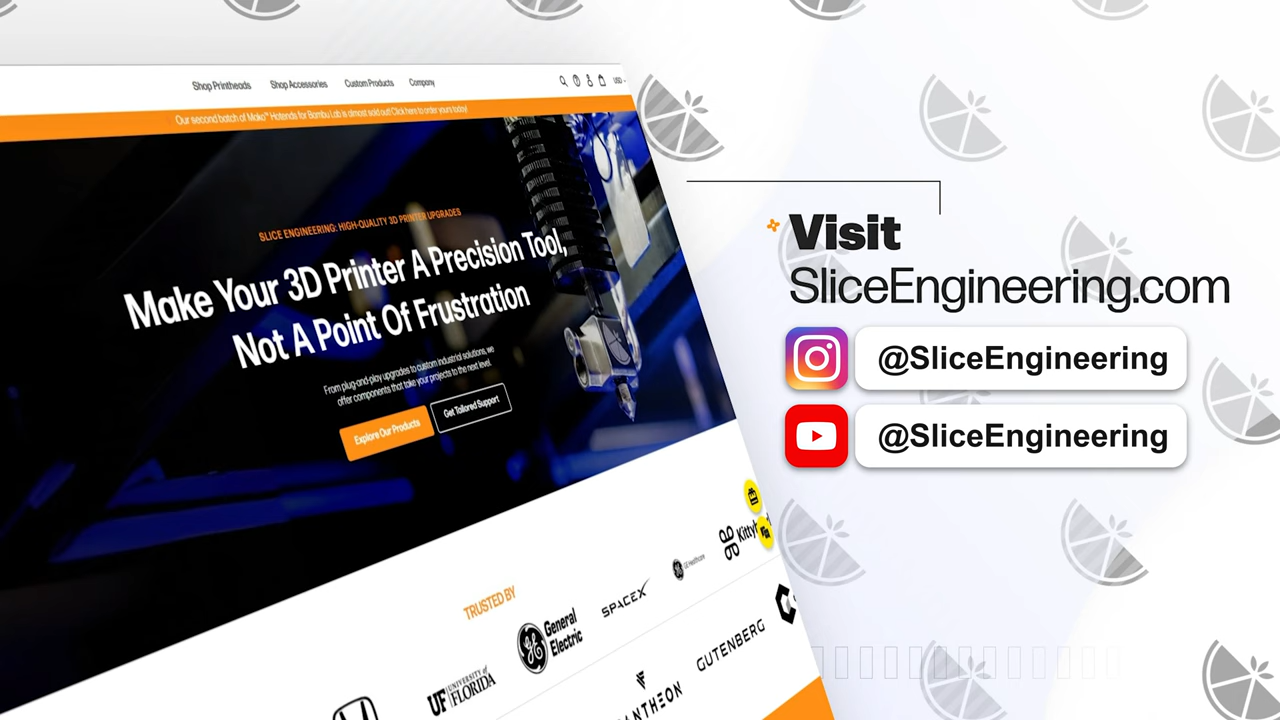 Shop Printheads Shop Accessories Custom Products Company USD
Our second batch of Mako™ Hotends for Bambu Lab is almost sold out! Click here to order yours today!
SLICE ENGINEERING: HIGH-QUALITY 3D PRINTER UPGRADES
Make Your 3D Printer A Precision Tool,
Not A Point Of Frustration
From plug-and-play upgrades to custom industrial solutions, we
offer components that take your projects to the next level.
Explore Our Products Get Tailored Support
TRUSTED BY
UF UNIVERSITY of FLORIDA
General
Electric
SPACEX
GE Healthcare
GUTENBERG
Visit
SliceEngineering.com
@SliceEngineering
@SliceEngineering